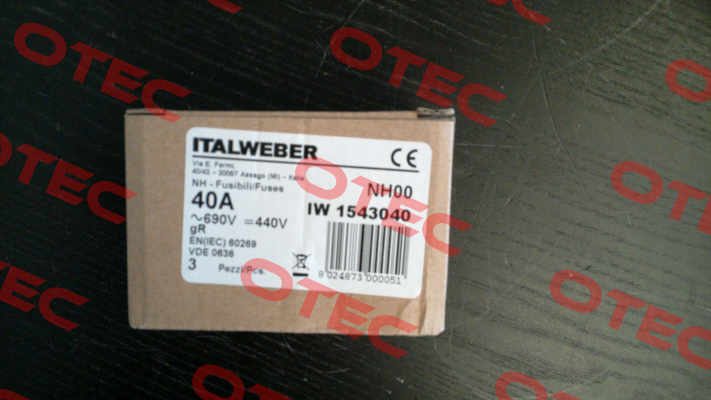 ITALWEBER
Via E. Fermi,
40/42 - 20057 Assago (MI) - Italia
NH - Fusibili/Fuses
40A
~690V ⎓440V
gR
EN(IEC) 60269
VDE 0636
3 Pezzi/Pcs.
CE
NH00
IW 1543040
8 024873 000051
OTEC
OTEC
OTEC
OTEC
OTEC
OTEC
OTEC
OTEC
OTEC